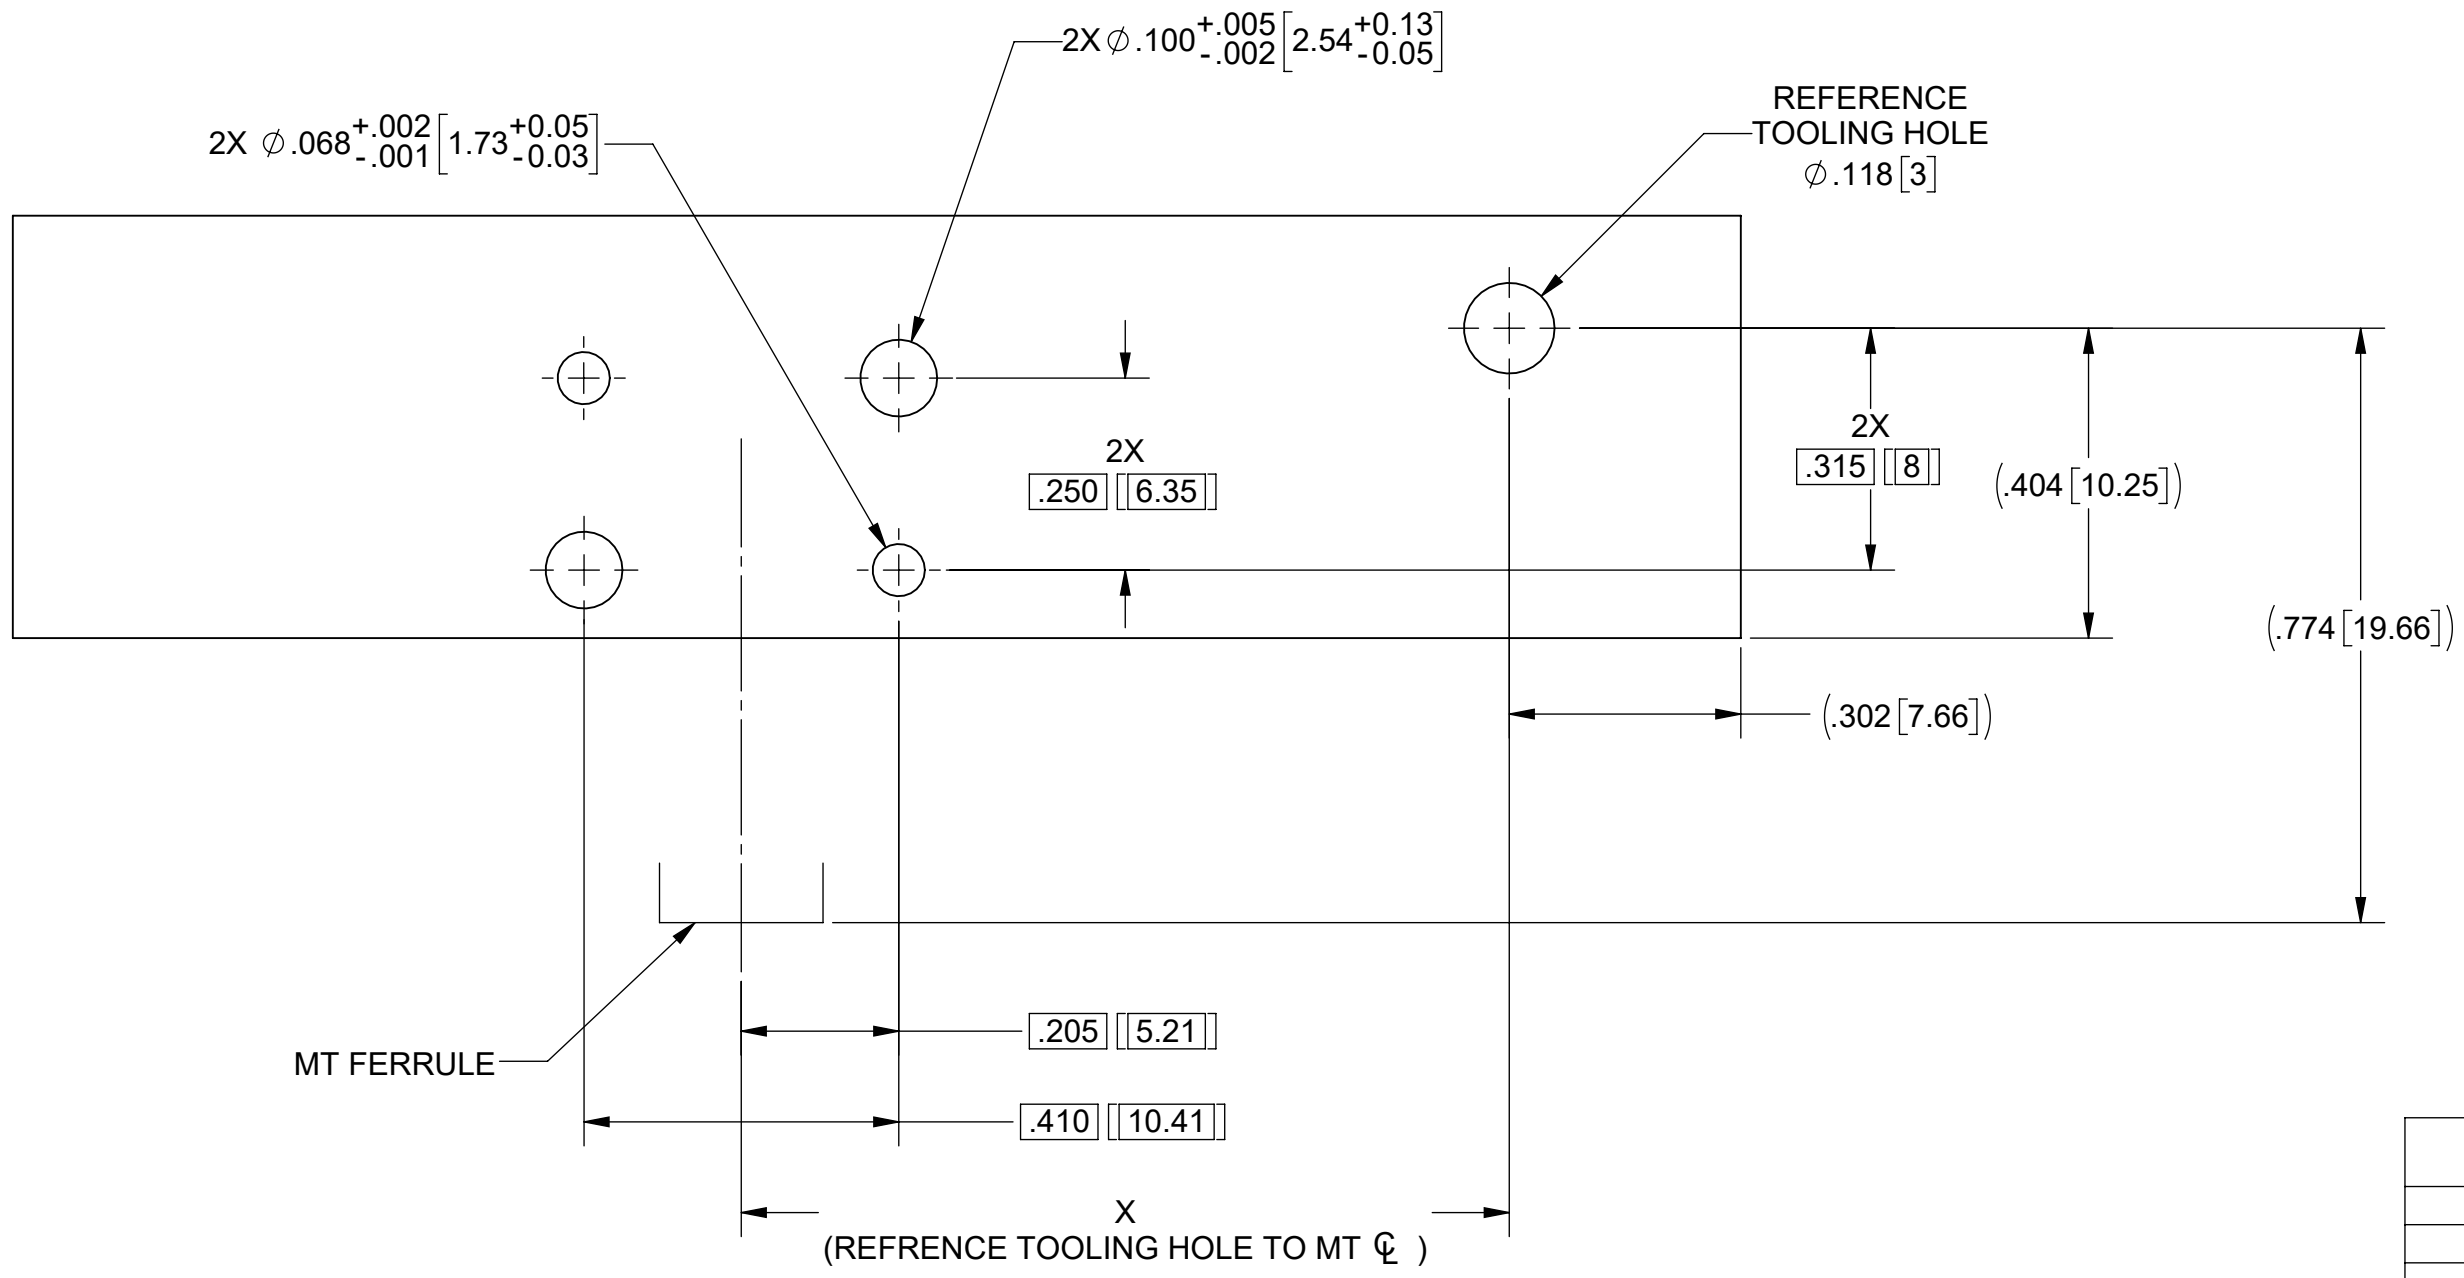 2X ⌀.100 +.005 -.002 [2.54 +0.13 -0.05]
2X ⌀.068 +.002 -.001 [1.73 +0.05 -0.03]
REFERENCE
TOOLING HOLE
⌀.118[3]
2X
.315 [8]
2X
.250 [6.35]
(.404[10.25])
(.774[19.66])
(.302[7.66])
.205 [5.21]
MT FERRULE
.410 [10.41]
X
(REFRENCE TOOLING HOLE TO MT ℄ )